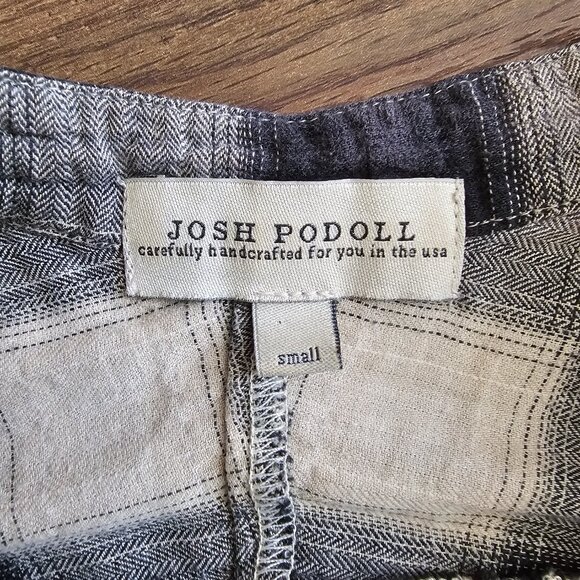 JOSH PODOLL
carefully handcrafted for you in the usa
small